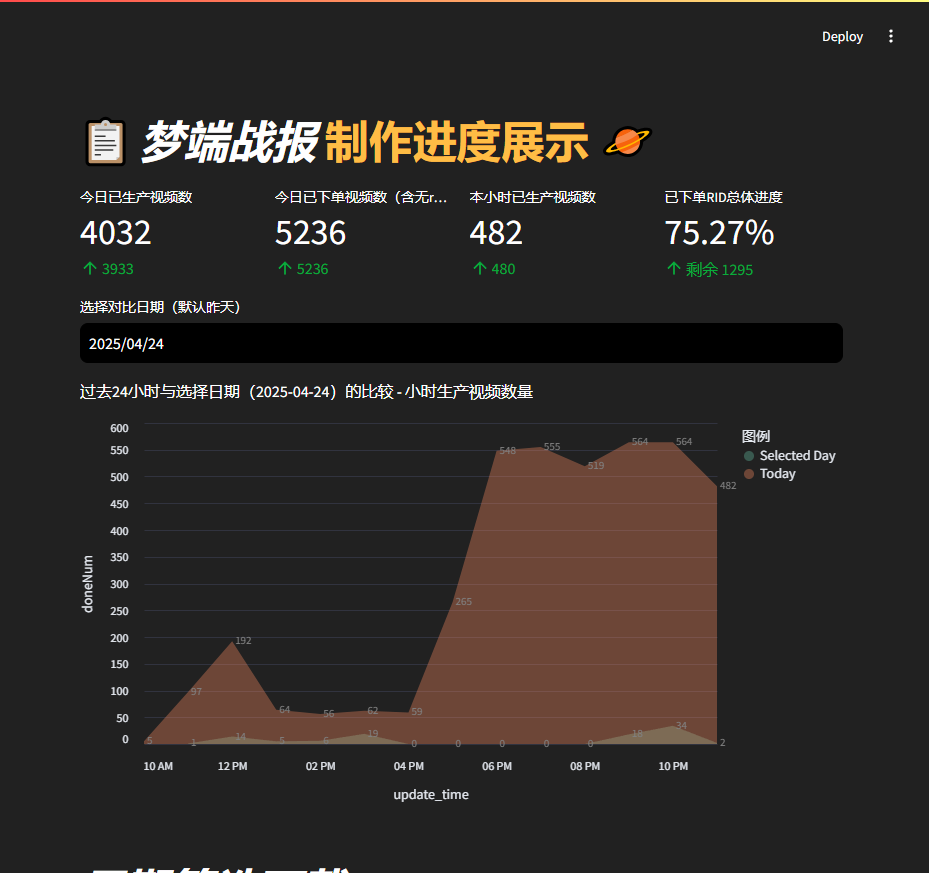 Deploy
梦端战报 制作进度展示
今日已生产视频数
4032
3933
今日已下单视频数（含无r...
5236
5236
本小时已生产视频数
482
480
已下单RID总体进度
75.27%
剩余 1295
选择对比日期（默认昨天）
2025/04/24
过去24小时与选择日期（2025-04-24）的比较 - 小时生产视频数量
图例
Selected Day
Today
doneNum
600
550
500
450
400
350
300
250
200
150
100
50
0
5 97 192 64 56 62 59 265 548 555 519 564 564 482
1 14 5 6 19 0 0 0 0 0 18 34 2
10 AM 12 PM 02 PM 04 PM 06 PM 08 PM 10 PM
update_time